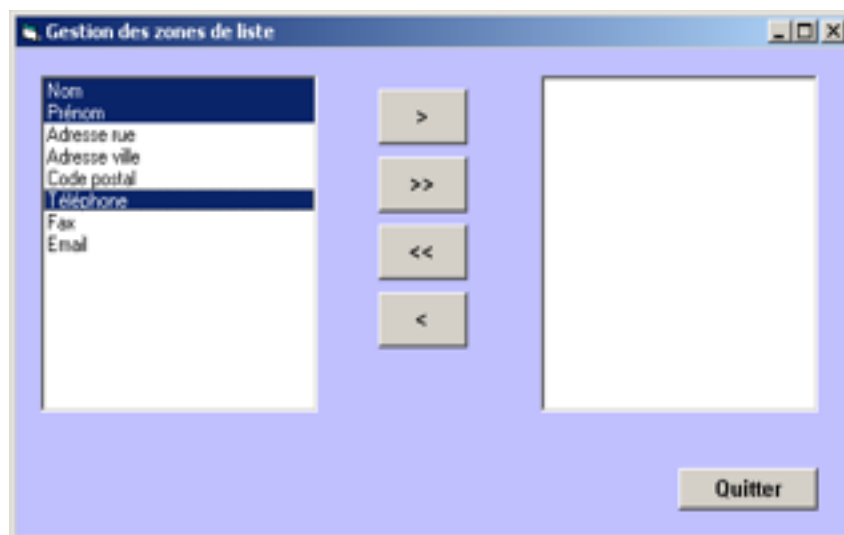 Gestion des zones de liste
Nom
Prénom
Adresse rue
Adresse ville
Code postal
Téléphone
Fax
Email
>
>>
<<
<
Quitter